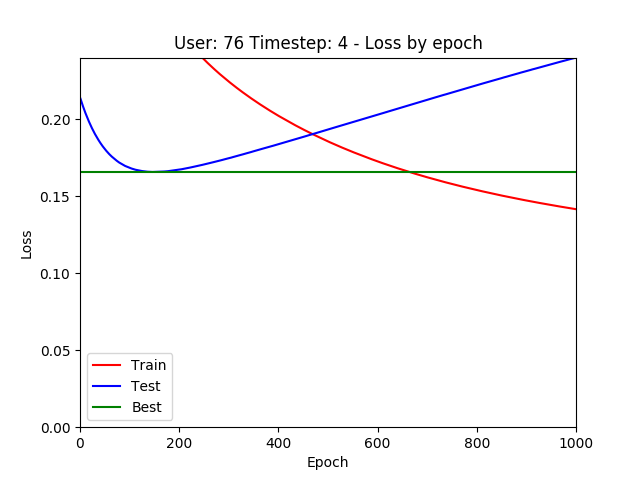 User: 76 Timestep: 4 - Loss by epoch
0.20
0.15
0.10
0.05
0.00
Loss
Train
Test
Best
0 200 400 600 800 1000
Epoch